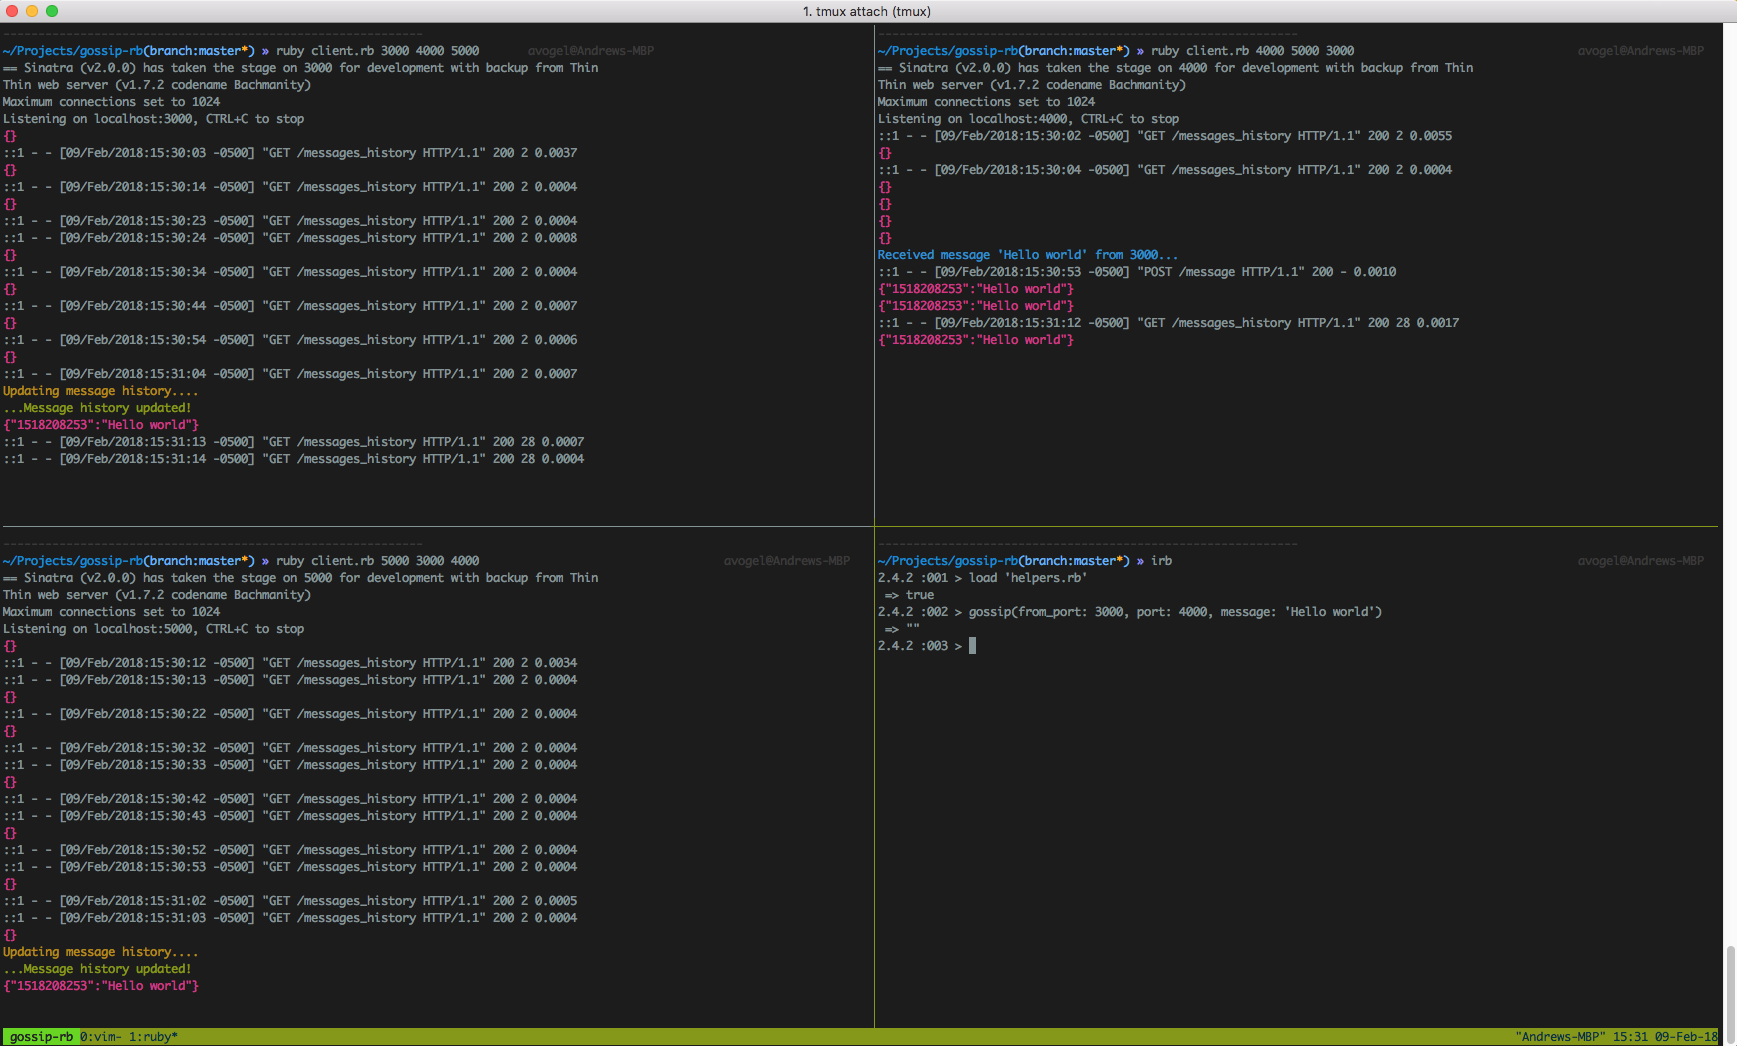 1. tmux attach (tmux)
~/Projects/gossip-rb(branch:master*) » ruby client.rb 3000 4000 5000 avogel@Andrews-MBP
== Sinatra (v2.0.0) has taken the stage on 3000 for development with backup from Thin
Thin web server (v1.7.2 codename Bachmanity)
Maximum connections set to 1024
Listening on localhost:3000, CTRL+C to stop
{}
::1 - - [09/Feb/2018:15:30:03 -0500] "GET /messages_history HTTP/1.1" 200 2 0.0037
{}
::1 - - [09/Feb/2018:15:30:14 -0500] "GET /messages_history HTTP/1.1" 200 2 0.0004
{}
::1 - - [09/Feb/2018:15:30:23 -0500] "GET /messages_history HTTP/1.1" 200 2 0.0004
::1 - - [09/Feb/2018:15:30:24 -0500] "GET /messages_history HTTP/1.1" 200 2 0.0008
{}
::1 - - [09/Feb/2018:15:30:34 -0500] "GET /messages_history HTTP/1.1" 200 2 0.0004
{}
::1 - - [09/Feb/2018:15:30:44 -0500] "GET /messages_history HTTP/1.1" 200 2 0.0007
{}
::1 - - [09/Feb/2018:15:30:54 -0500] "GET /messages_history HTTP/1.1" 200 2 0.0006
{}
::1 - - [09/Feb/2018:15:31:04 -0500] "GET /messages_history HTTP/1.1" 200 2 0.0007
Updating message history....
...Message history updated!
{"1518208253":"Hello world"}
::1 - - [09/Feb/2018:15:31:13 -0500] "GET /messages_history HTTP/1.1" 200 28 0.0007
::1 - - [09/Feb/2018:15:31:14 -0500] "GET /messages_history HTTP/1.1" 200 28 0.0004
~/Projects/gossip-rb(branch:master*) » ruby client.rb 4000 5000 3000 avogel@Andrews-MBP
== Sinatra (v2.0.0) has taken the stage on 4000 for development with backup from Thin
Thin web server (v1.7.2 codename Bachmanity)
Maximum connections set to 1024
Listening on localhost:4000, CTRL+C to stop
::1 - - [09/Feb/2018:15:30:02 -0500] "GET /messages_history HTTP/1.1" 200 2 0.0055
{}
::1 - - [09/Feb/2018:15:30:04 -0500] "GET /messages_history HTTP/1.1" 200 2 0.0004
{}
{}
{}
{}
Received message 'Hello world' from 3000...
::1 - - [09/Feb/2018:15:30:53 -0500] "POST /message HTTP/1.1" 200 - 0.0010
{"1518208253":"Hello world"}
{"1518208253":"Hello world"}
::1 - - [09/Feb/2018:15:31:12 -0500] "GET /messages_history HTTP/1.1" 200 28 0.0017
{"1518208253":"Hello world"}
~/Projects/gossip-rb(branch:master*) » ruby client.rb 5000 3000 4000 avogel@Andrews-MBP
== Sinatra (v2.0.0) has taken the stage on 5000 for development with backup from Thin
Thin web server (v1.7.2 codename Bachmanity)
Maximum connections set to 1024
Listening on localhost:5000, CTRL+C to stop
{}
::1 - - [09/Feb/2018:15:30:12 -0500] "GET /messages_history HTTP/1.1" 200 2 0.0034
::1 - - [09/Feb/2018:15:30:13 -0500] "GET /messages_history HTTP/1.1" 200 2 0.0004
{}
::1 - - [09/Feb/2018:15:30:22 -0500] "GET /messages_history HTTP/1.1" 200 2 0.0004
{}
::1 - - [09/Feb/2018:15:30:32 -0500] "GET /messages_history HTTP/1.1" 200 2 0.0004
::1 - - [09/Feb/2018:15:30:33 -0500] "GET /messages_history HTTP/1.1" 200 2 0.0004
{}
::1 - - [09/Feb/2018:15:30:42 -0500] "GET /messages_history HTTP/1.1" 200 2 0.0004
::1 - - [09/Feb/2018:15:30:43 -0500] "GET /messages_history HTTP/1.1" 200 2 0.0004
{}
::1 - - [09/Feb/2018:15:30:52 -0500] "GET /messages_history HTTP/1.1" 200 2 0.0004
::1 - - [09/Feb/2018:15:30:53 -0500] "GET /messages_history HTTP/1.1" 200 2 0.0004
{}
::1 - - [09/Feb/2018:15:31:02 -0500] "GET /messages_history HTTP/1.1" 200 2 0.0005
::1 - - [09/Feb/2018:15:31:03 -0500] "GET /messages_history HTTP/1.1" 200 2 0.0004
{}
Updating message history....
...Message history updated!
{"1518208253":"Hello world"}
~/Projects/gossip-rb(branch:master*) » irb avogel@Andrews-MBP
2.4.2 :001 > load 'helpers.rb'
=> true
2.4.2 :002 > gossip(from_port: 3000, port: 4000, message: 'Hello world')
=> ""
2.4.2 :003 >
gossip-rb 0:vim- 1:ruby* "Andrews-MBP" 15:31 09-Feb-18